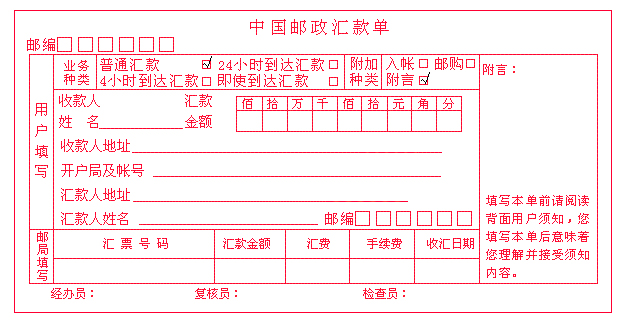 中国邮政汇款单
邮编□□□□□□
业务种类 普通汇款☑ 24小时到达汇款□ 附加种类 入帐□ 邮购□ 附言：
4小时到达汇款□ 即使到达汇款□ 附言☑
用户填写
收款人 汇款 佰 拾 万 千 佰 拾 元 角 分
姓 名 金额
收款人地址
开户局及帐号
汇款人地址
汇款人姓名 邮编□□□□□□
填写本单前请阅读
背面用户须知，您
填写本单后意味着
您理解并接受须知
内容。
邮局填写
汇票号码 汇款金额 汇费 手续费 收汇日期
经办员： 复核员： 检查员：